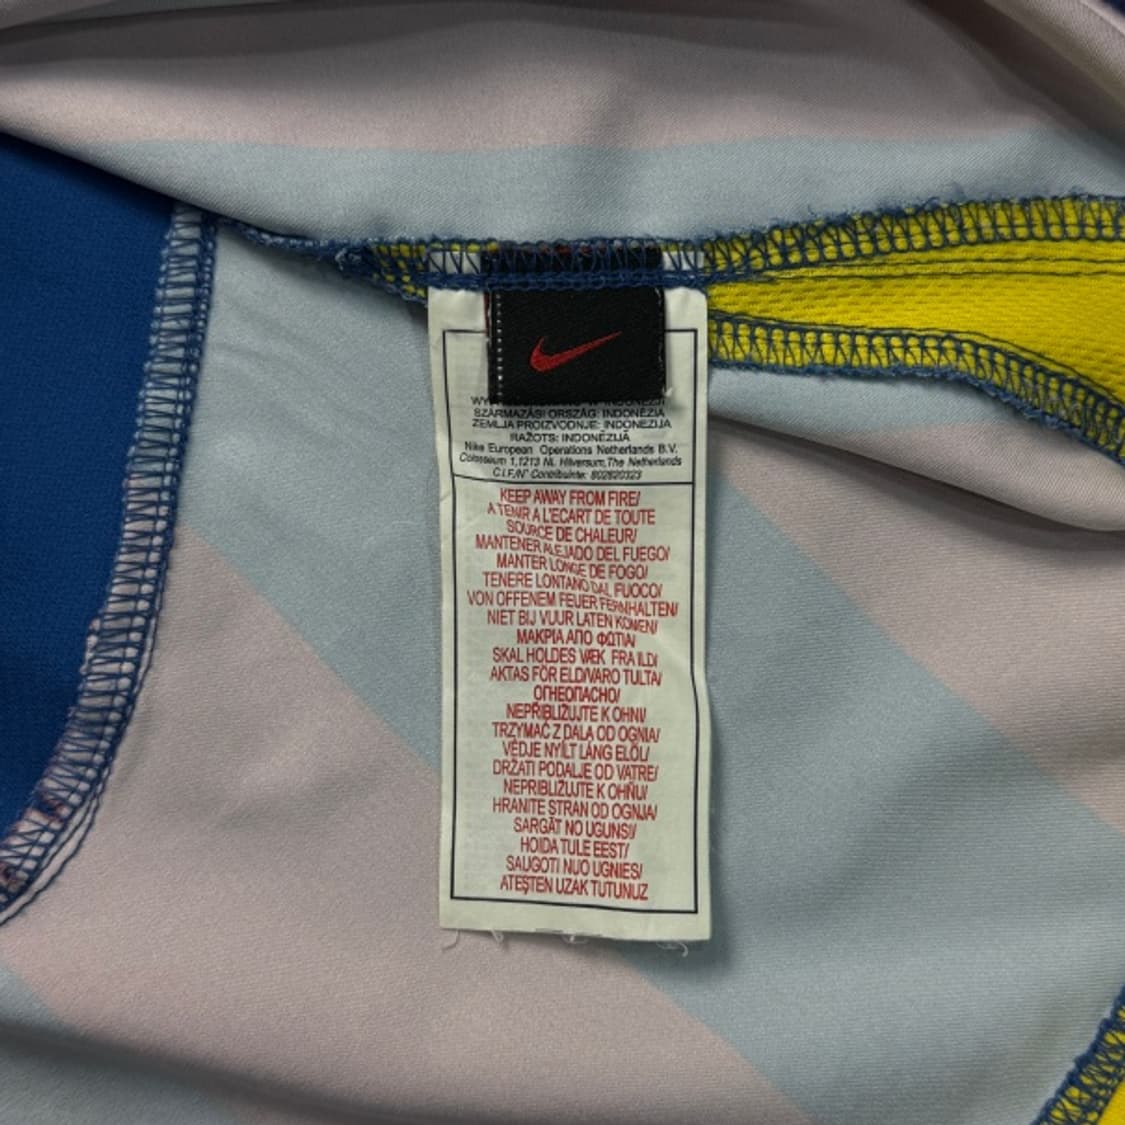 INDONEZJI
SZÁRMAZÁSI ORSZÁG: INDONÉZIA
ZEMLJA PROIZVODNJE: INDONEZIJA
RAŽOTS: INDONĒZIJĀ
Nike European Operations Netherlands B.V.
Colosseum 1,1213 NL Hilversum,The Netherlands
C.I.F./N° Contribuinte: 802620323
KEEP AWAY FROM FIRE/
A TENIR A L'ECART DE TOUTE
SOURCE DE CHALEUR/
MANTENER ALEJADO DEL FUEGO/
MANTER LONGE DE FOGO/
TENERE LONTANO DAL FUOCO/
VON OFFENEM FEUER FERNHALTEN/
NIET BIJ VUUR LATEN KOMEN/
ΜΑΚΡΙΑ ΑΠΟ ΦΩΤΙΑ/
SKAL HOLDES VÆK FRA ILD/
AKTAS FÖR ELD/VARO TULTA/
ОГНЕОПАСНО/
NEPŘIBLIŽUJTE K OHNI/
TRZYMAĆ Z DALA OD OGNIA/
VÉDJE NYÍLT LÁNG ELŐL/
DRŽATI PODALJE OD VATRE/
NEPRIBLIŽUJTE K OHŇU/
HRANITE STRAN OD OGNJA/
SARGĀT NO UGUNS/
HOIDA TULE EEST/
SAUGOTI NUO UGNIES/
ATEŞTEN UZAK TUTUNUZ